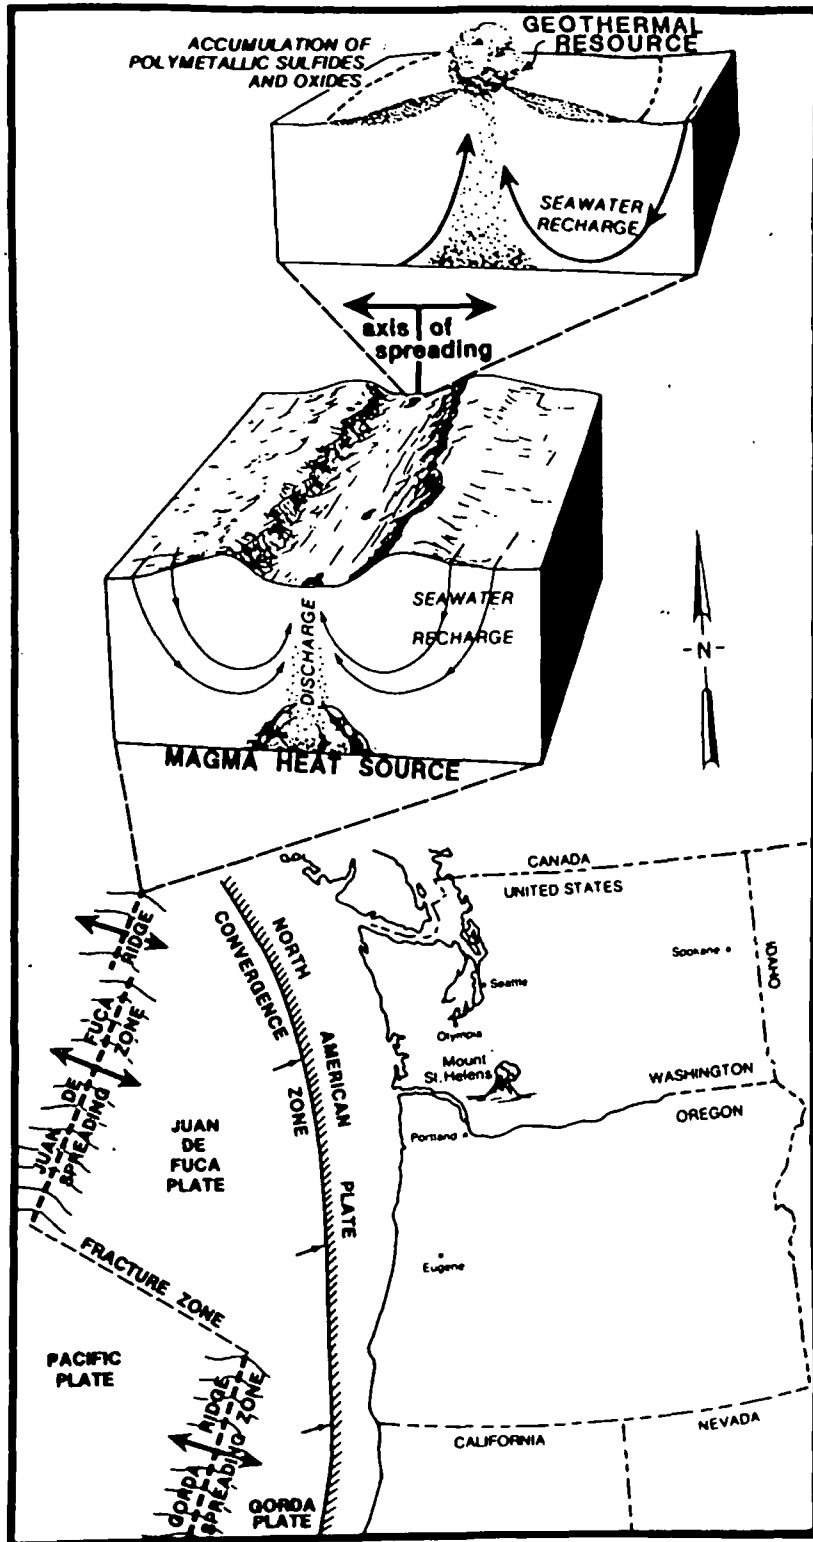 GEOTHERMAL
RESOURCE
ACCUMULATION OF
POLYMETALLIC SULFIDES
AND OXIDES
SEAWATER
RECHARGE
axis of
spreading
SEAWATER
RECHARGE
DISCHARGE
MAGMA HEAT SOURCE
-N-
CANADA
UNITED STATES
Spokane
IDAHO
Seattle
Olympia
Mount
St. Helens
WASHINGTON
OREGON
Portland
Eugene
CALIFORNIA
NEVADA
NORTH AMERICAN PLATE
CONVERGENCE ZONE
JUAN DE FUCA RIDGE
SPREADING ZONE
JUAN
DE
FUCA
PLATE
FRACTURE ZONE
PACIFIC
PLATE
GORDA RIDGE
SPREADING ZONE
GORDA
PLATE